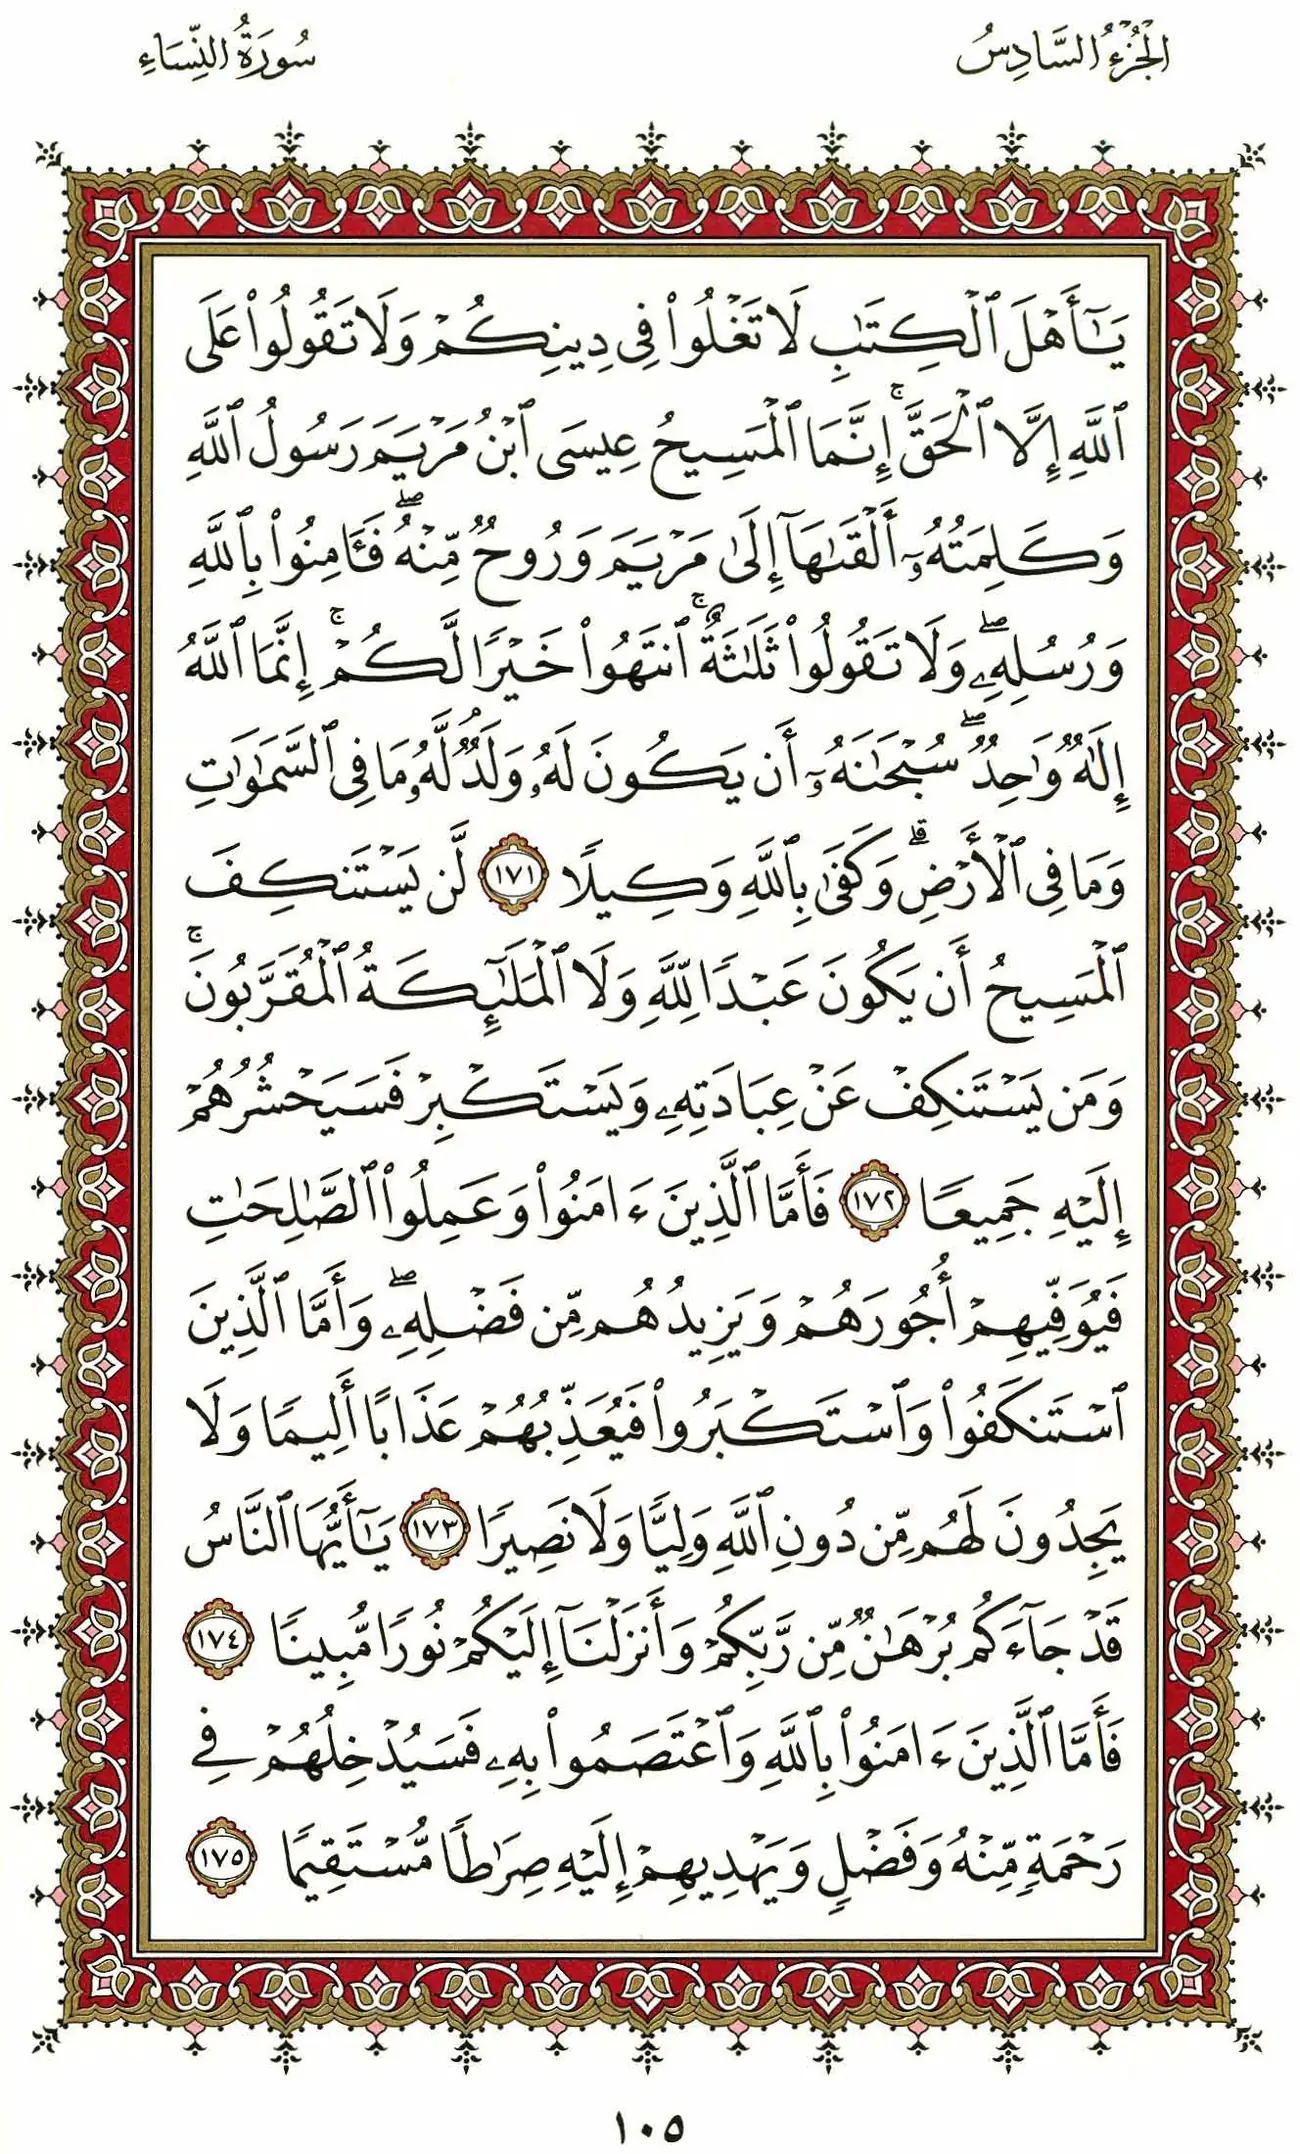 الجُزْءُ السَّادِسُ
سُورَةُ النِّسَاءِ
يَـٰٓأَهۡلَ ٱلۡكِتَـٰبِ لَا تَغۡلُواْ فِي دِينِكُمۡ وَلَا تَقُولُواْ عَلَى
ٱللَّهِ إِلَّا ٱلۡحَقَّۚ إِنَّمَا ٱلۡمَسِيحُ عِيسَى ٱبۡنُ مَرۡيَمَ رَسُولُ ٱللَّهِ
وَكَلِمَتُهُۥٓ أَلۡقَىٰهَآ إِلَىٰ مَرۡيَمَ وَرُوحٞ مِّنۡهُۖ فَـَٔامِنُواْ بِٱللَّهِ
وَرُسُلِهِۦۖ وَلَا تَقُولُواْ ثَلَـٰثَةٌۚ ٱنتَهُواْ خَيۡرٗا لَّكُمۡۚ إِنَّمَا ٱللَّهُ
إِلَـٰهٞ وَٰحِدٞۖ سُبۡحَـٰنَهُۥٓ أَن يَكُونَ لَهُۥ وَلَدٞۘ لَّهُۥ مَا فِي ٱلسَّمَـٰوَٰتِ
وَمَا فِي ٱلۡأَرۡضِۗ وَكَفَىٰ بِٱللَّهِ وَكِيلٗا ١٧١ لَّن يَسۡتَنكِفَ
ٱلۡمَسِيحُ أَن يَكُونَ عَبۡدٗا لِّلَّهِ وَلَا ٱلۡمَلَـٰٓئِكَةُ ٱلۡمُقَرَّبُونَۚ
وَمَن يَسۡتَنكِفۡ عَنۡ عِبَادَتِهِۦ وَيَسۡتَكۡبِرۡ فَسَيَحۡشُرُهُمۡ
إِلَيۡهِ جَمِيعٗا ١٧٢ فَأَمَّا ٱلَّذِينَ ءَامَنُواْ وَعَمِلُواْ ٱلصَّـٰلِحَـٰتِ
فَيُوَفِّيهِمۡ أُجُورَهُمۡ وَيَزِيدُهُم مِّن فَضۡلِهِۦۖ وَأَمَّا ٱلَّذِينَ
ٱسۡتَنكَفُواْ وَٱسۡتَكۡبَرُواْ فَيُعَذِّبُهُمۡ عَذَابًا أَلِيمٗا وَلَا
يَجِدُونَ لَهُم مِّن دُونِ ٱللَّهِ وَلِيّٗا وَلَا نَصِيرٗا ١٧٣ يَـٰٓأَيُّهَا ٱلنَّاسُ
قَدۡ جَآءَكُم بُرۡهَـٰنٞ مِّن رَّبِّكُمۡ وَأَنزَلۡنَآ إِلَيۡكُمۡ نُورٗا مُّبِينٗا ١٧٤
فَأَمَّا ٱلَّذِينَ ءَامَنُواْ بِٱللَّهِ وَٱعۡتَصَمُواْ بِهِۦ فَسَيُدۡخِلُهُمۡ فِي
رَحۡمَةٖ مِّنۡهُ وَفَضۡلٖ وَيَهۡدِيهِمۡ إِلَيۡهِ صِرَٰطٗا مُّسۡتَقِيمٗا ١٧٥
١٠٥